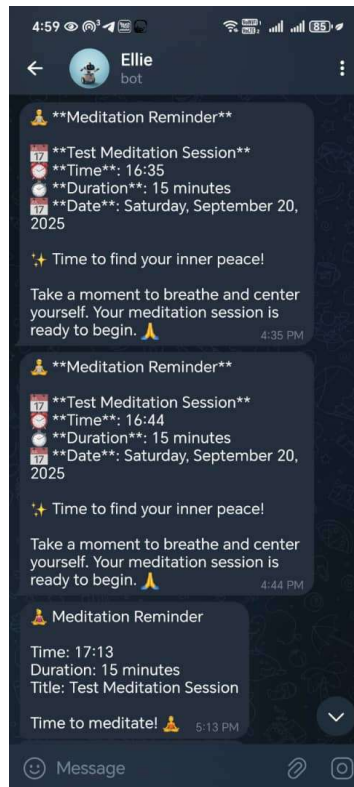 4:59
3
85
Ellie
bot
🧘 **Meditation Reminder**
📅 **Test Meditation Session**
⏰ **Time**: 16:35
⏱ **Duration**: 15 minutes
📅 **Date**: Saturday, September 20,
2025
✨ Time to find your inner peace!
Take a moment to breathe and center
yourself. Your meditation session is
ready to begin. 🙏
4:35 PM
🧘 **Meditation Reminder**
📅 **Test Meditation Session**
⏰ **Time**: 16:44
⏱ **Duration**: 15 minutes
📅 **Date**: Saturday, September 20,
2025
✨ Time to find your inner peace!
Take a moment to breathe and center
yourself. Your meditation session is
ready to begin. 🙏
4:44 PM
🧘 Meditation Reminder
Time: 17:13
Duration: 15 minutes
Title: Test Meditation Session
Time to meditate! 🧘
5:13 PM
Message